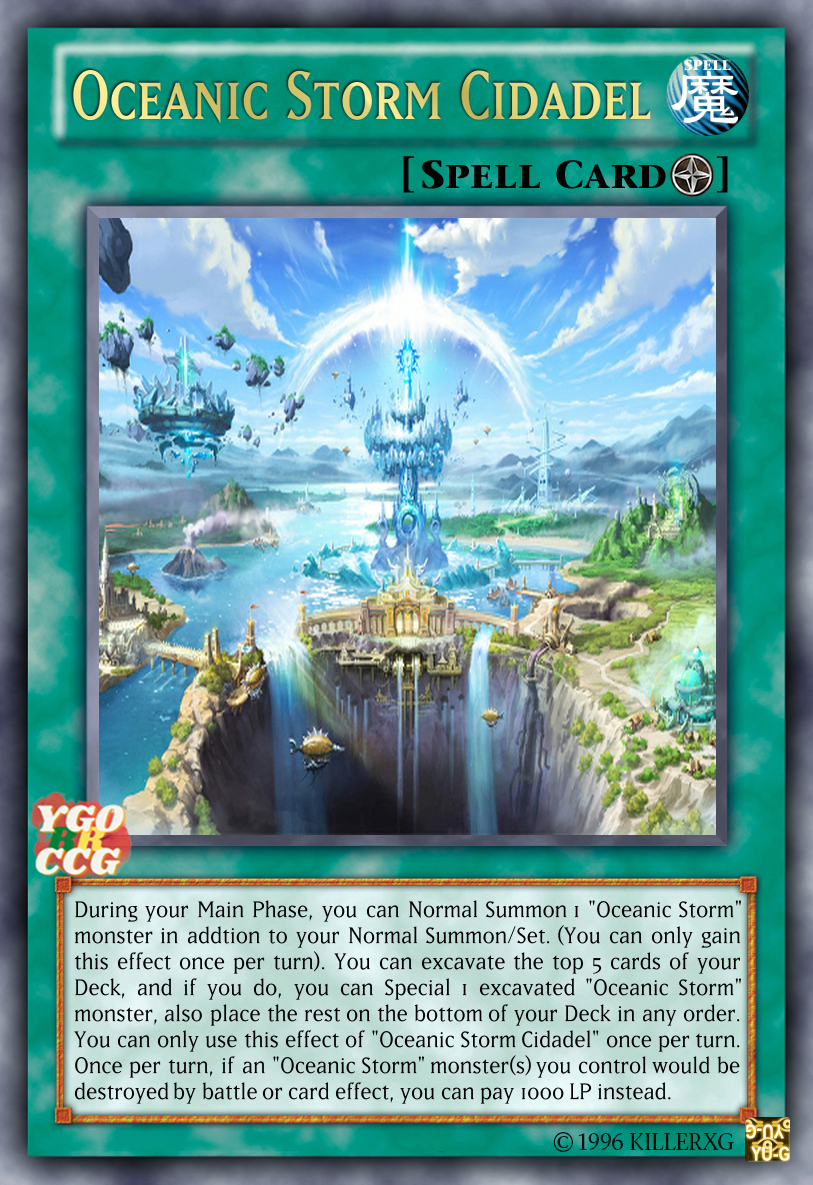 OCEANIC STORM CIDADEL
SPELL
魔
[SPELL CARD]
YGO
BR
CCG
During your Main Phase, you can Normal Summon 1 "Oceanic Storm"
monster in addtion to your Normal Summon/Set. (You can only gain
this effect once per turn). You can excavate the top 5 cards of your
Deck, and if you do, you can Special 1 excavated "Oceanic Storm"
monster, also place the rest on the bottom of your Deck in any order.
You can only use this effect of "Oceanic Storm Cidadel" once per turn.
Once per turn, if an "Oceanic Storm" monster(s) you control would be
destroyed by battle or card effect, you can pay 1000 LP instead.
© 1996 KILLERXG
YU-G